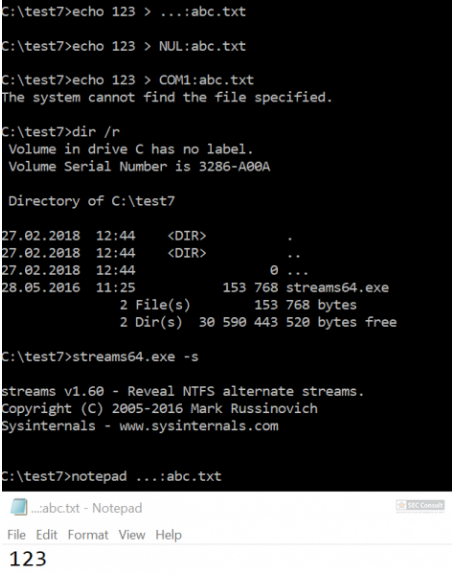 C:\test7>echo 123 > ...:abc.txt
C:\test7>echo 123 > NUL:abc.txt
C:\test7>echo 123 > COM1:abc.txt
The system cannot find the file specified.
C:\test7>dir /r
Volume in drive C has no label.
Volume Serial Number is 3286-A00A
Directory of C:\test7
27.02.2018 12:44 <DIR> .
27.02.2018 12:44 <DIR> ..
27.02.2018 12:44 0 ...
28.05.2016 11:25 153 768 streams64.exe
2 File(s) 153 768 bytes
2 Dir(s) 30 590 443 520 bytes free
C:\test7>streams64.exe -s
streams v1.60 - Reveal NTFS alternate streams.
Copyright (C) 2005-2016 Mark Russinovich
Sysinternals - www.sysinternals.com
C:\test7>notepad ...:abc.txt
...:abc.txt - Notepad
SEC Consult
File Edit Format View Help
123